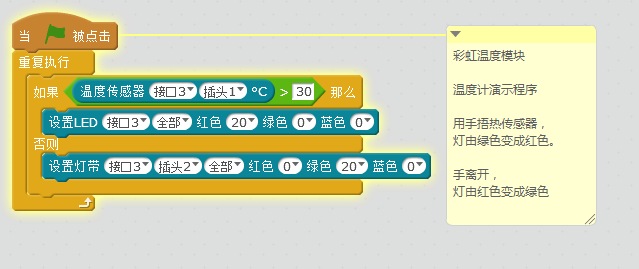 当 被点击
重复执行
如果 温度传感器 接口3 插头1 °C > 30 那么
设置LED 接口3 全部 红色 20 绿色 0 蓝色 0
否则
设置灯带 接口3 插头2 全部 红色 0 绿色 20 蓝色 0
彩虹温度模块
温度计演示程序
用手捂热传感器，
灯由绿色变成红色。
手离开，
灯由红色变成绿色